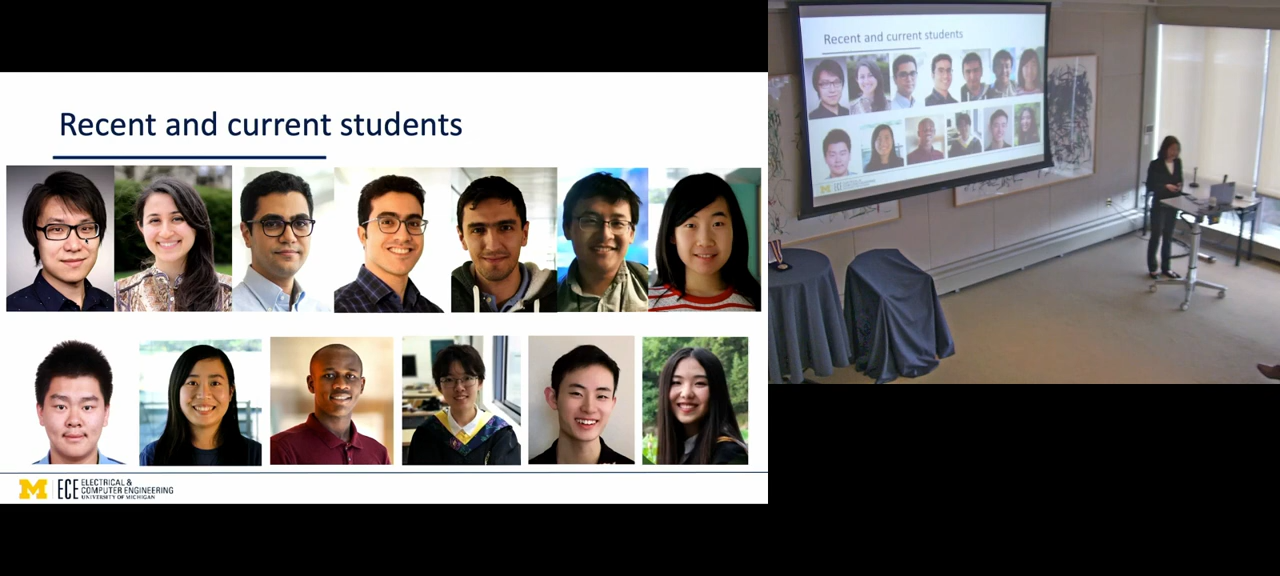 Recent and current students
M ECE ELECTRICAL &
COMPUTER ENGINEERING
UNIVERSITY OF MICHIGAN
Recent and current students